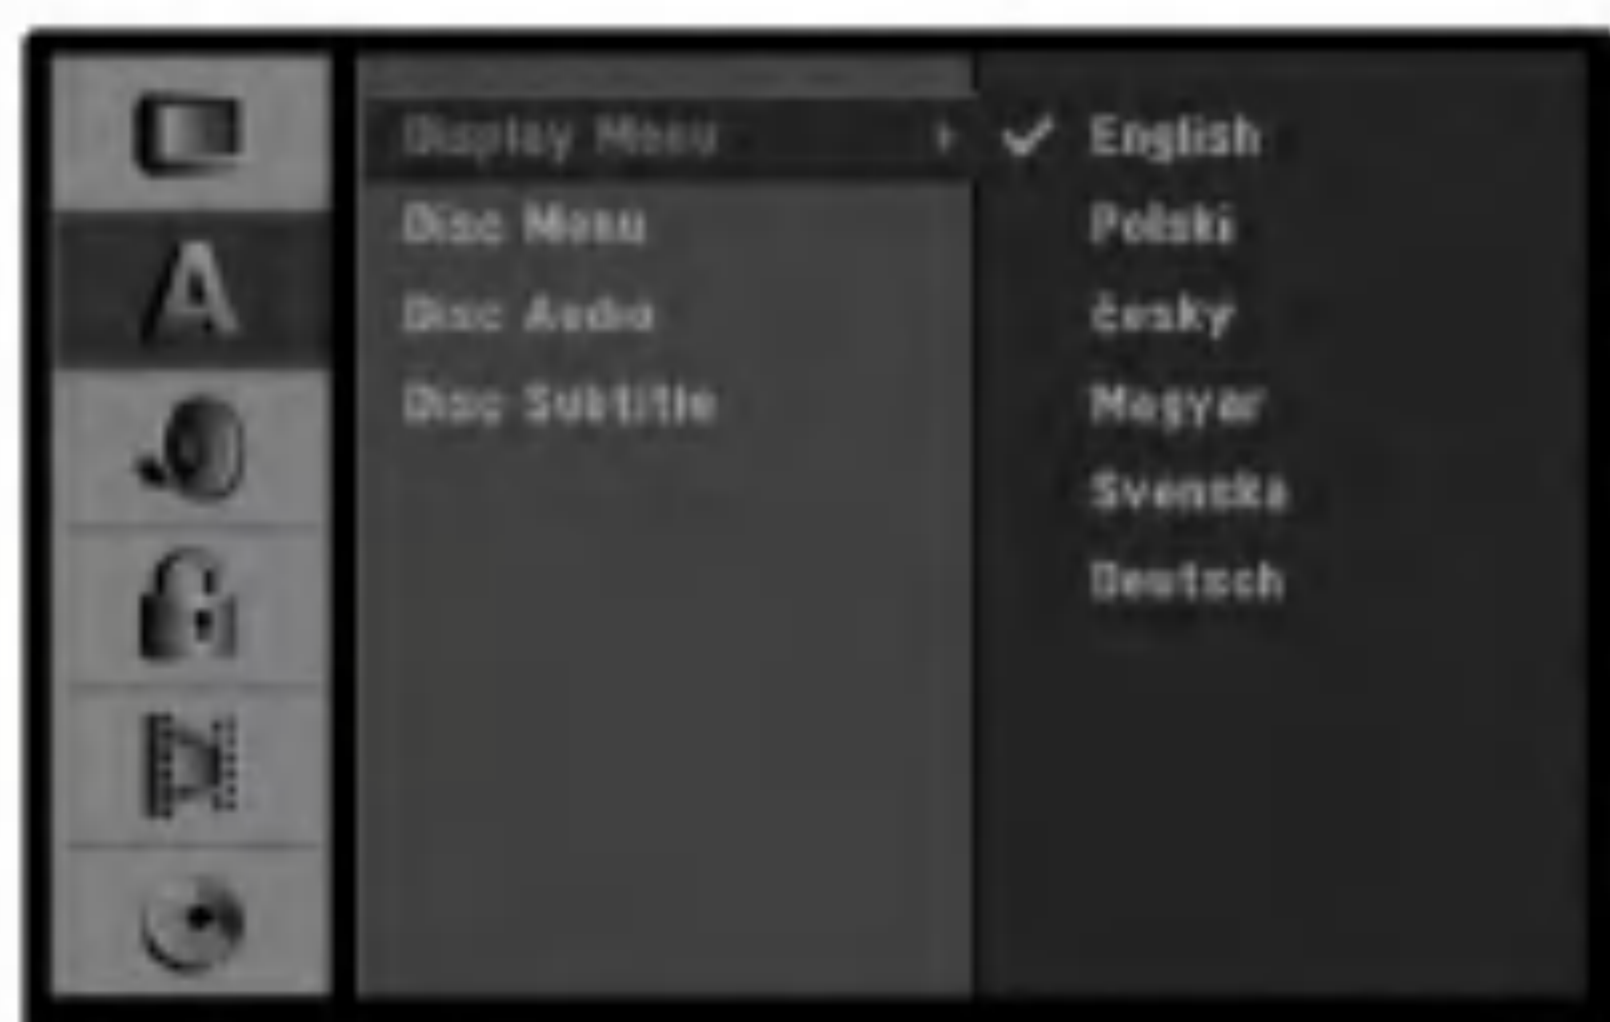 A
Display Menu
Disc Menu
Disc Audio
Disc Subtitle
English
Polski
česky
Magyar
Svenska
Deutsch